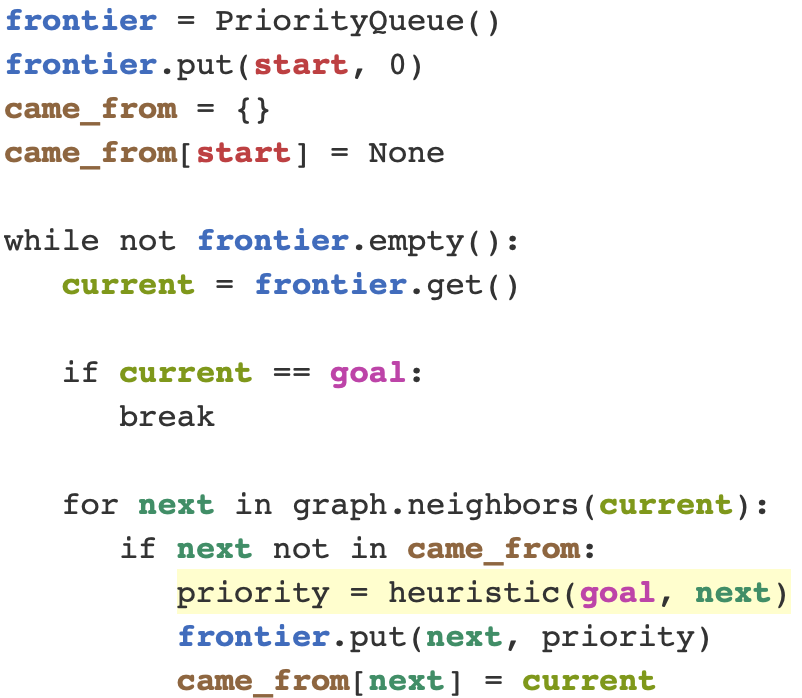 frontier = PriorityQueue()
frontier.put(start, 0)
came_from = {}
came_from[start] = None
while not frontier.empty():
   current = frontier.get()
   if current == goal:
      break
   for next in graph.neighbors(current):
      if next not in came_from:
         priority = heuristic(goal, next)
         frontier.put(next, priority)
         came_from[next] = current